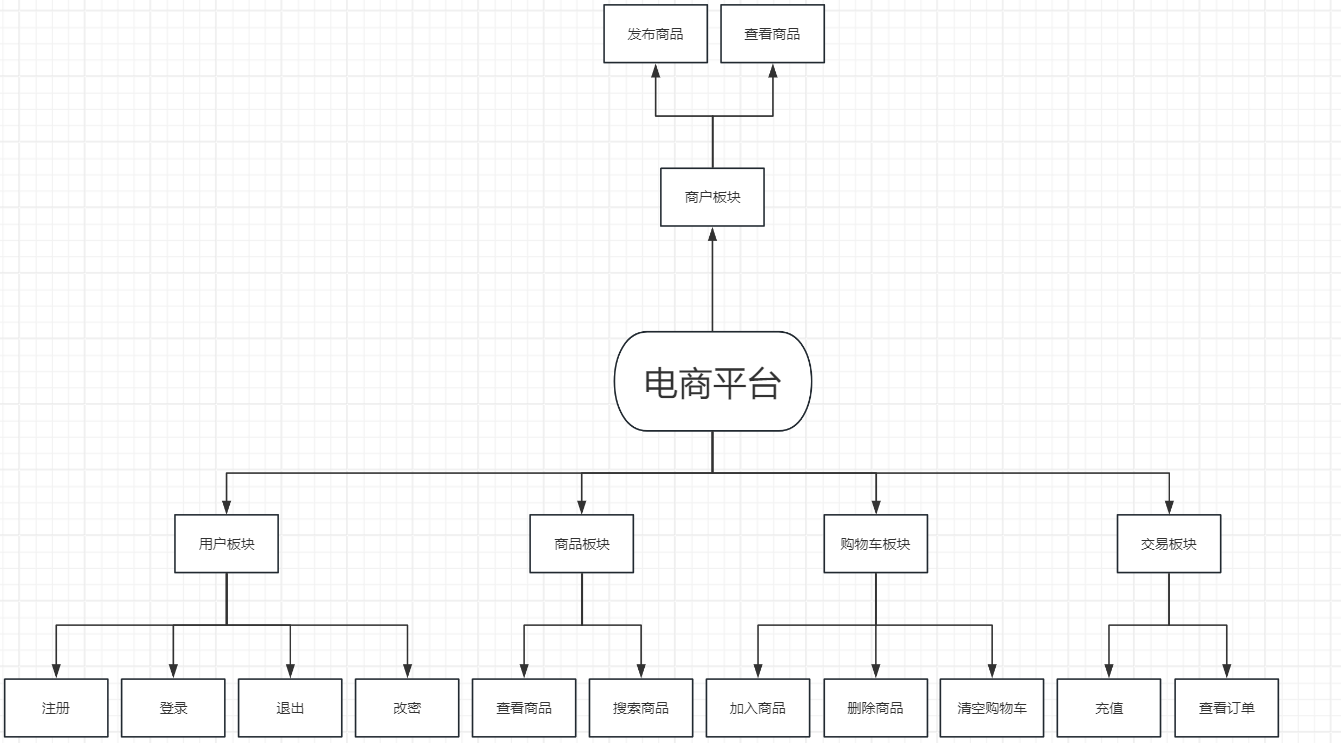 发布商品
查看商品
商户板块
电商平台
用户板块
商品板块
购物车板块
交易板块
注册
登录
退出
改密
查看商品
搜索商品
加入商品
删除商品
清空购物车
充值
查看订单